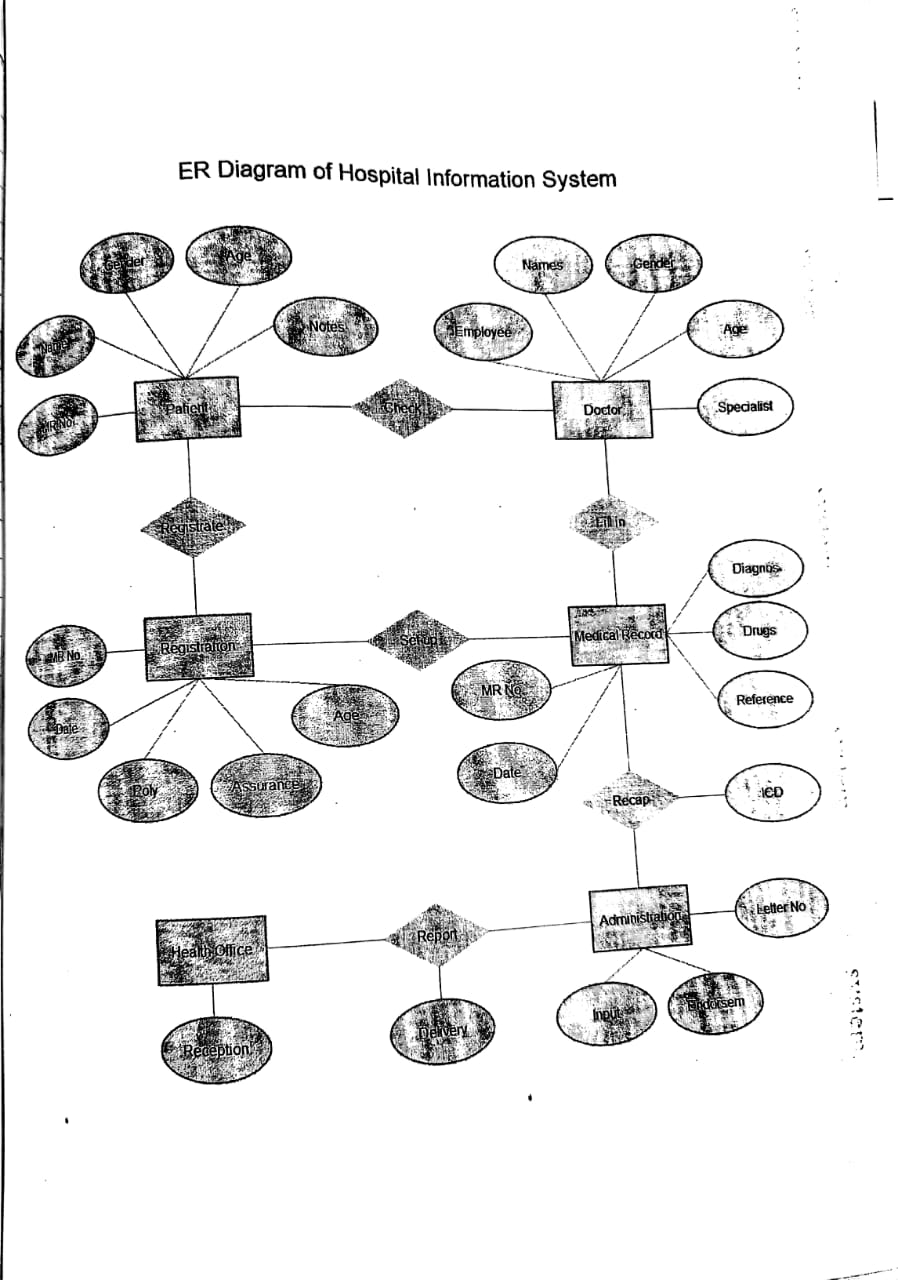 ER Diagram of Hospital Information System
Gender
Age
Names
Gender
Name
Notes
Employee
Age
MR No.
Patient
Check
Doctor
Specialist
Registrate
Fill in
Diagnos
MR No
Registration
Setup
Medical Record
Drugs
MR No.
Reference
Date
Age
Poly
Assurance
Date
Recap
ICD
Health Office
Report
Administration
Letter No
Reception
Delivery
Input
Endorsem